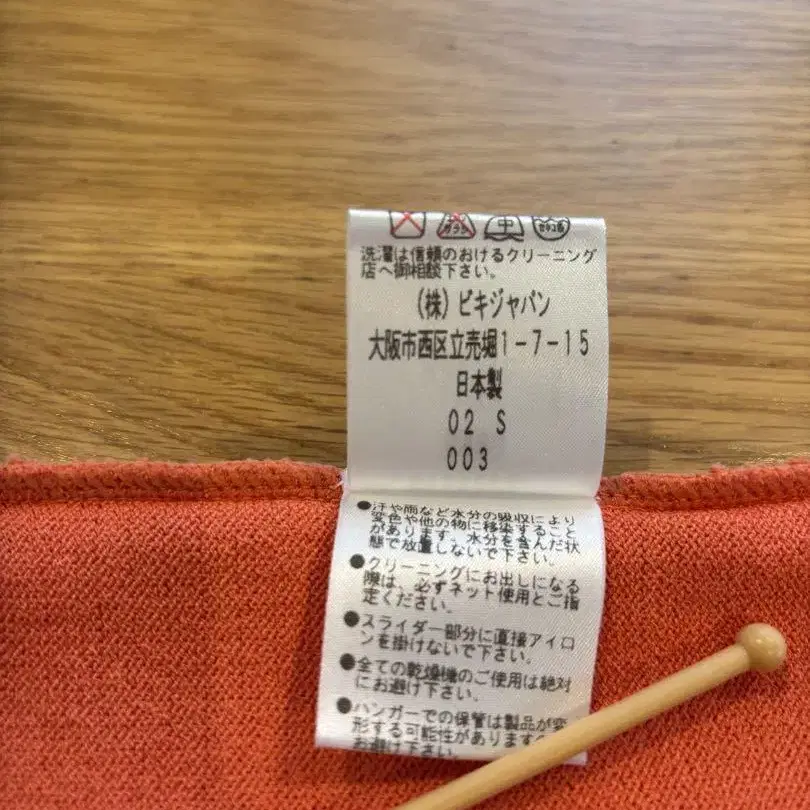 洗濯は信頼のおけるクリーニング
店へ御相談下さい。
(株)ビキジャパン
大阪市西区立売堀1-7-15
日本製
02 S
003
●汗や雨など水分の吸収により
変色や他の物に移染すること
があります。水分を含んだ状
態で放置しないで下さい。
●クリーニングにお出しになる
際は、必ずネット使用とご指
定ください。
●スライダー部分に直接アイロ
ンを掛けないで下さい。
●全ての乾燥機のご使用は絶対
にお避け下さい。
●ハンガーでの保管は製品が変
形する可能性がありますの
お避け下さい